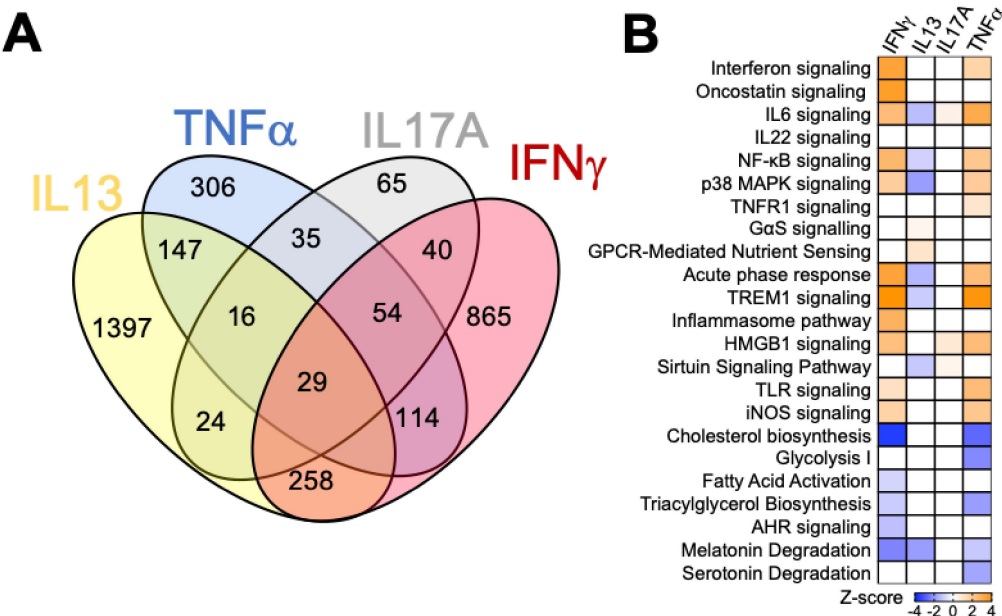 A
TNFα
IL17A
IFNγ
IL13
306
65
147
35
40
1397
16
54
865
29
24
114
258
B
IFNγ
IL13
IL17A
TNFα
Interferon signaling
Oncostatin signaling
IL6 signaling
IL22 signaling
NF-κB signaling
p38 MAPK signaling
TNFR1 signaling
GαS signalling
GPCR-Mediated Nutrient Sensing
Acute phase response
TREM1 signaling
Inflammasome pathway
HMGB1 signaling
Sirtuin Signaling Pathway
TLR signaling
iNOS signaling
Cholesterol biosynthesis
Glycolysis I
Fatty Acid Activation
Triacylglycerol Biosynthesis
AHR signaling
Melatonin Degradation
Serotonin Degradation
Z-score
-4 -2 0 2 4